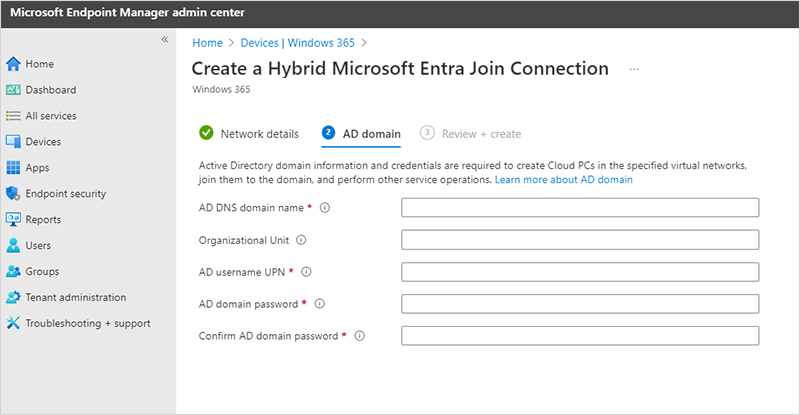 Microsoft Endpoint Manager admin center
«
Home
Dashboard
All services
Devices
Apps
Endpoint security
Reports
Users
Groups
Tenant administration
Troubleshooting + support
Home > Devices | Windows 365 >
Create a Hybrid Microsoft Entra Join Connection ...
Windows 365
Network details 2 AD domain 3 Review + create
Active Directory domain information and credentials are required to create Cloud PCs in the specified virtual networks,
join them to the domain, and perform other service operations. Learn more about AD domain
AD DNS domain name *
Organizational Unit
AD username UPN *
AD domain password *
Confirm AD domain password *